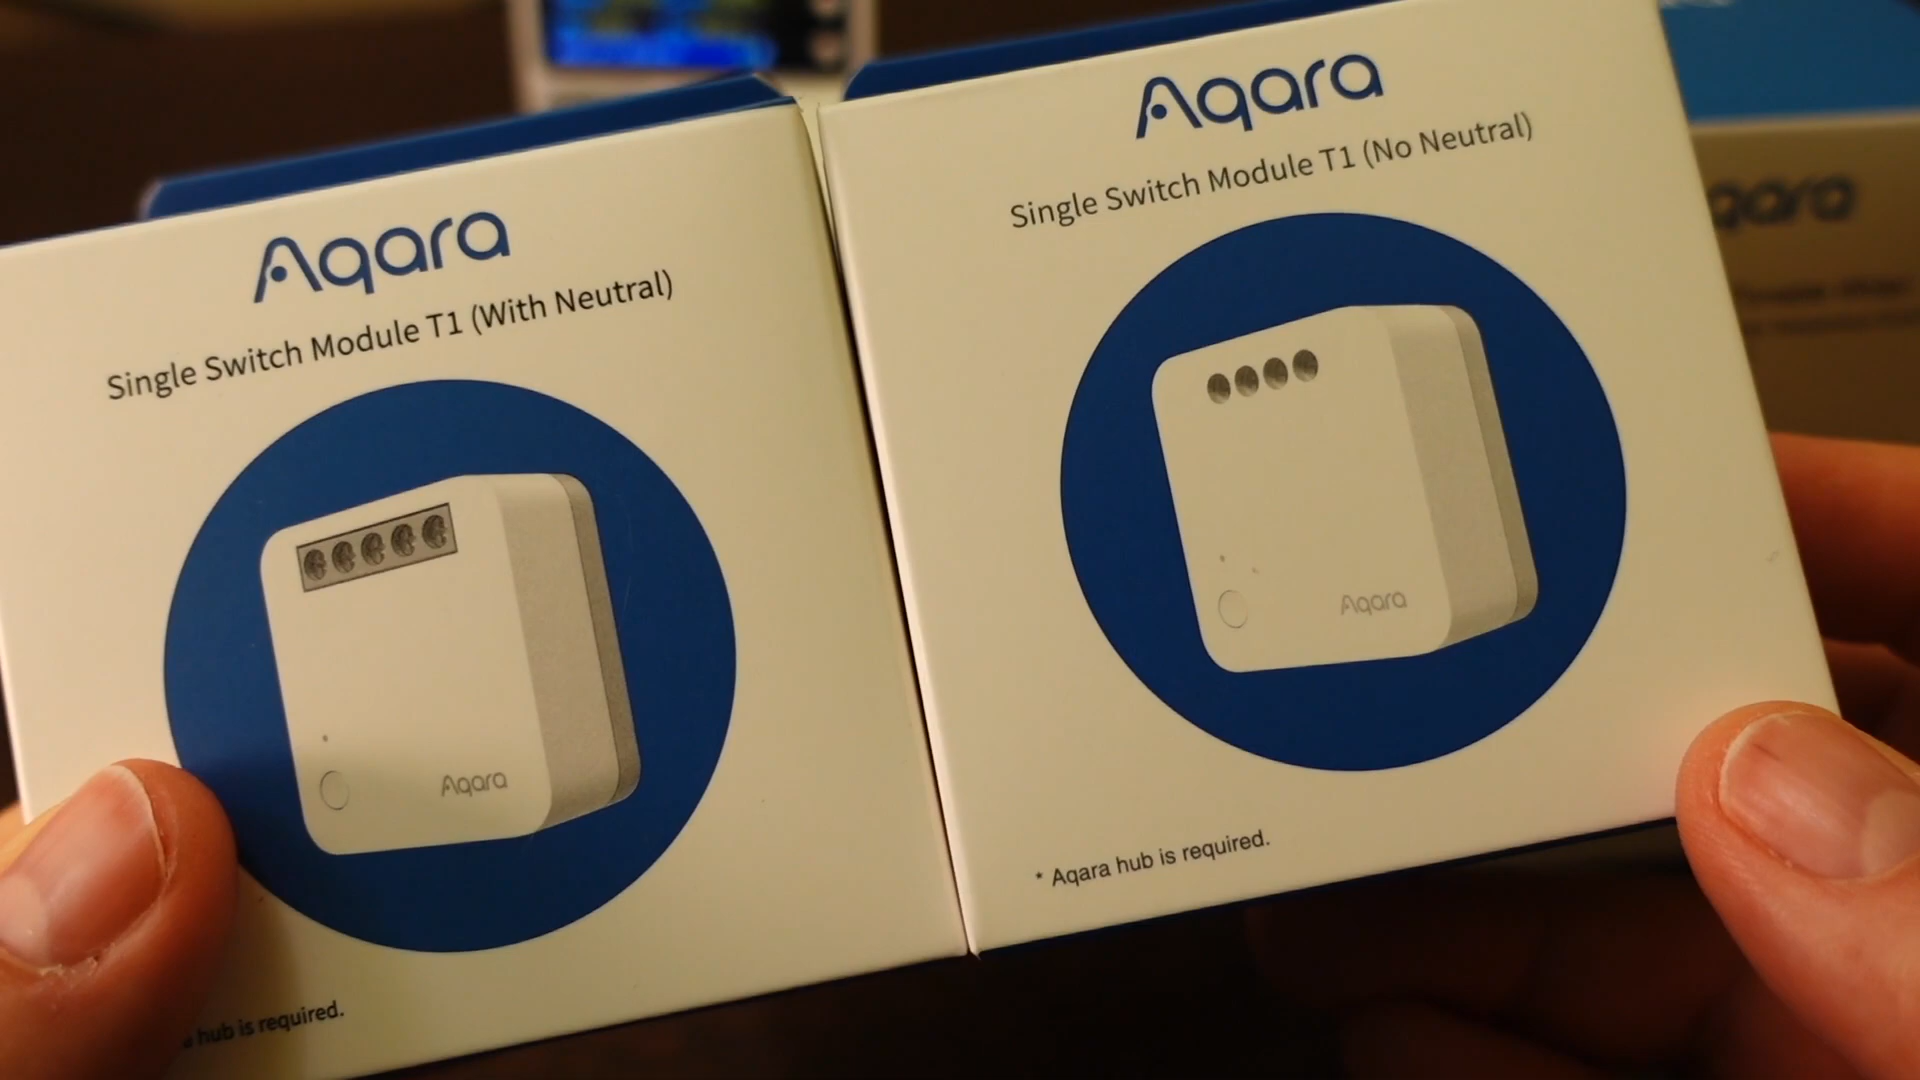 Aqara
Single Switch Module T1 (With Neutral)
Aqara
hub is required.
Aqara
Single Switch Module T1 (No Neutral)
Aqara
* Aqara hub is required.